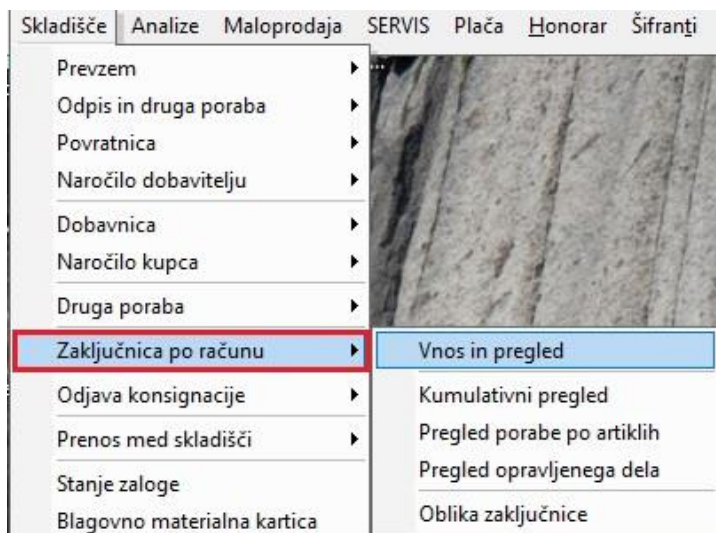 Skladišče Analize Maloprodaja SERVIS Plača Honorar Šifranti
Prevzem
Odpis in druga poraba
Povratnica
Naročilo dobavitelju
Dobavnica
Naročilo kupca
Druga poraba
Zaključnica po računu
Odjava konsignacije
Prenos med skladišči
Stanje zaloge
Blagovno materialna kartica
Vnos in pregled
Kumulativni pregled
Pregled porabe po artiklih
Pregled opravljenega dela
Oblika zaključnice